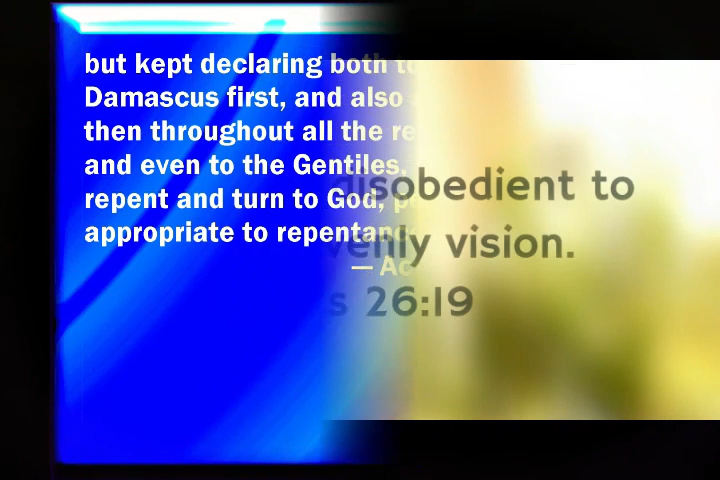 but kept declaring both to
Damascus first, and also
then throughout all the re
and even to the Gentiles,
repent and turn to God, p
appropriate to repentanc
— Ac
disobedient to
venly vision.
s 26:19